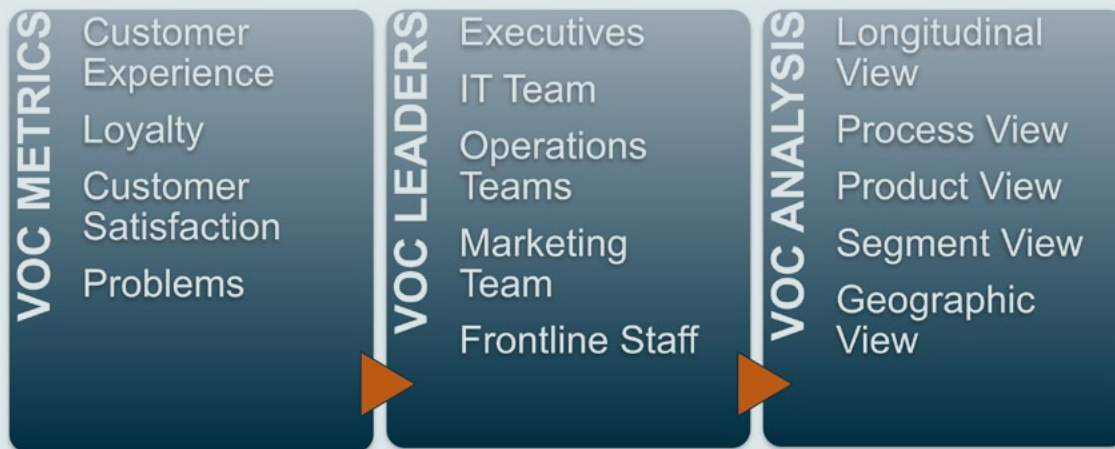 VOC METRICS
Customer
Experience
Loyalty
Customer
Satisfaction
Problems
VOC LEADERS
Executives
IT Team
Operations
Teams
Marketing
Team
Frontline Staff
VOC ANALYSIS
Longitudinal
View
Process View
Product View
Segment View
Geographic
View